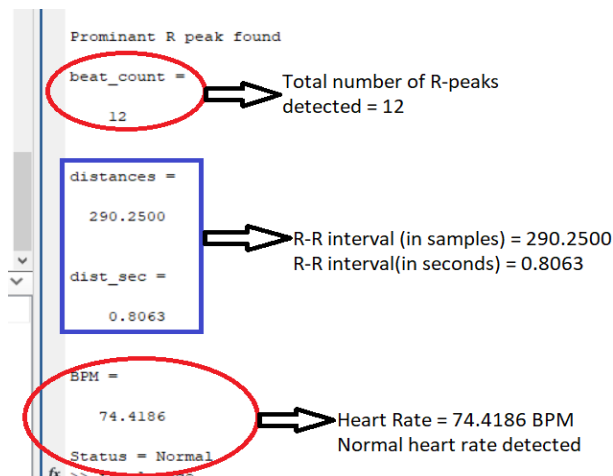 Prominant R peak found
beat_count =
12
Total number of R-peaks
detected = 12
distances =
290.2500
dist_sec =
0.8063
R-R interval (in samples) = 290.2500
R-R interval(in seconds) = 0.8063
BPM =
74.4186
Status = Normal
Heart Rate = 74.4186 BPM
Normal heart rate detected
fx >>